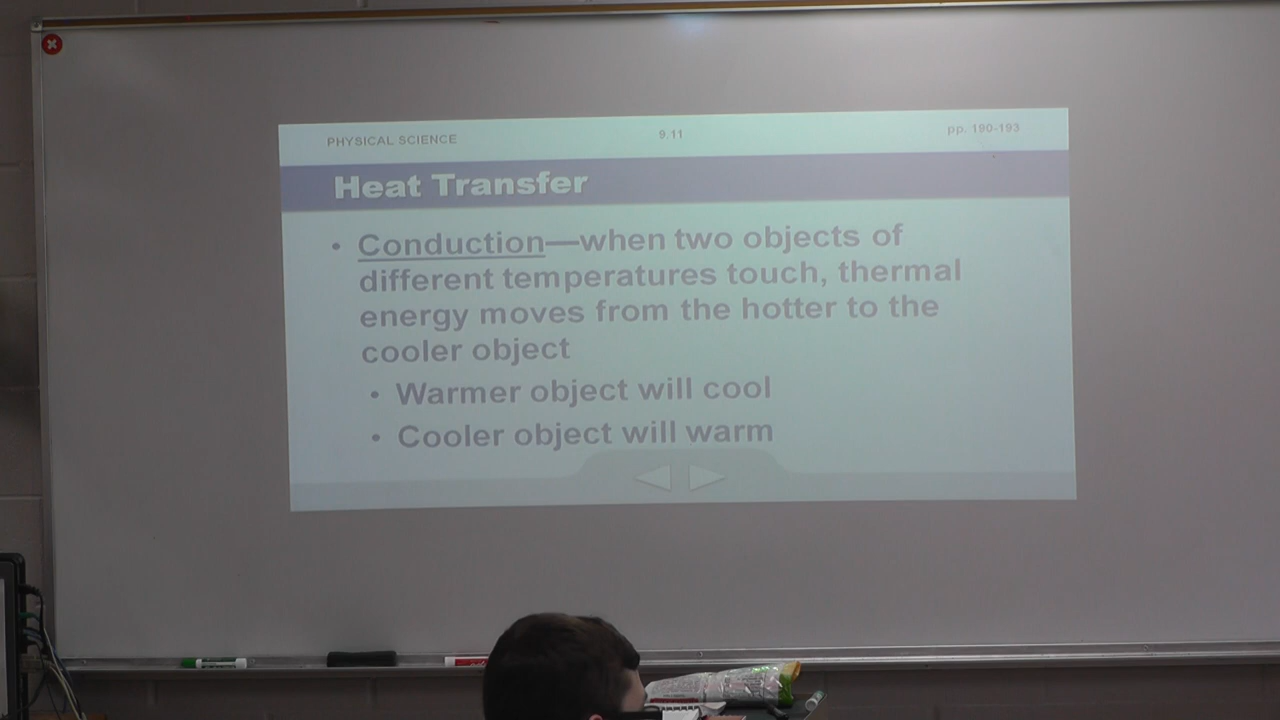 PHYSICAL SCIENCE 9.11 pp. 190-193
Heat Transfer
• Conduction—when two objects of
different temperatures touch, thermal
energy moves from the hotter to the
cooler object
• Warmer object will cool
• Cooler object will warm